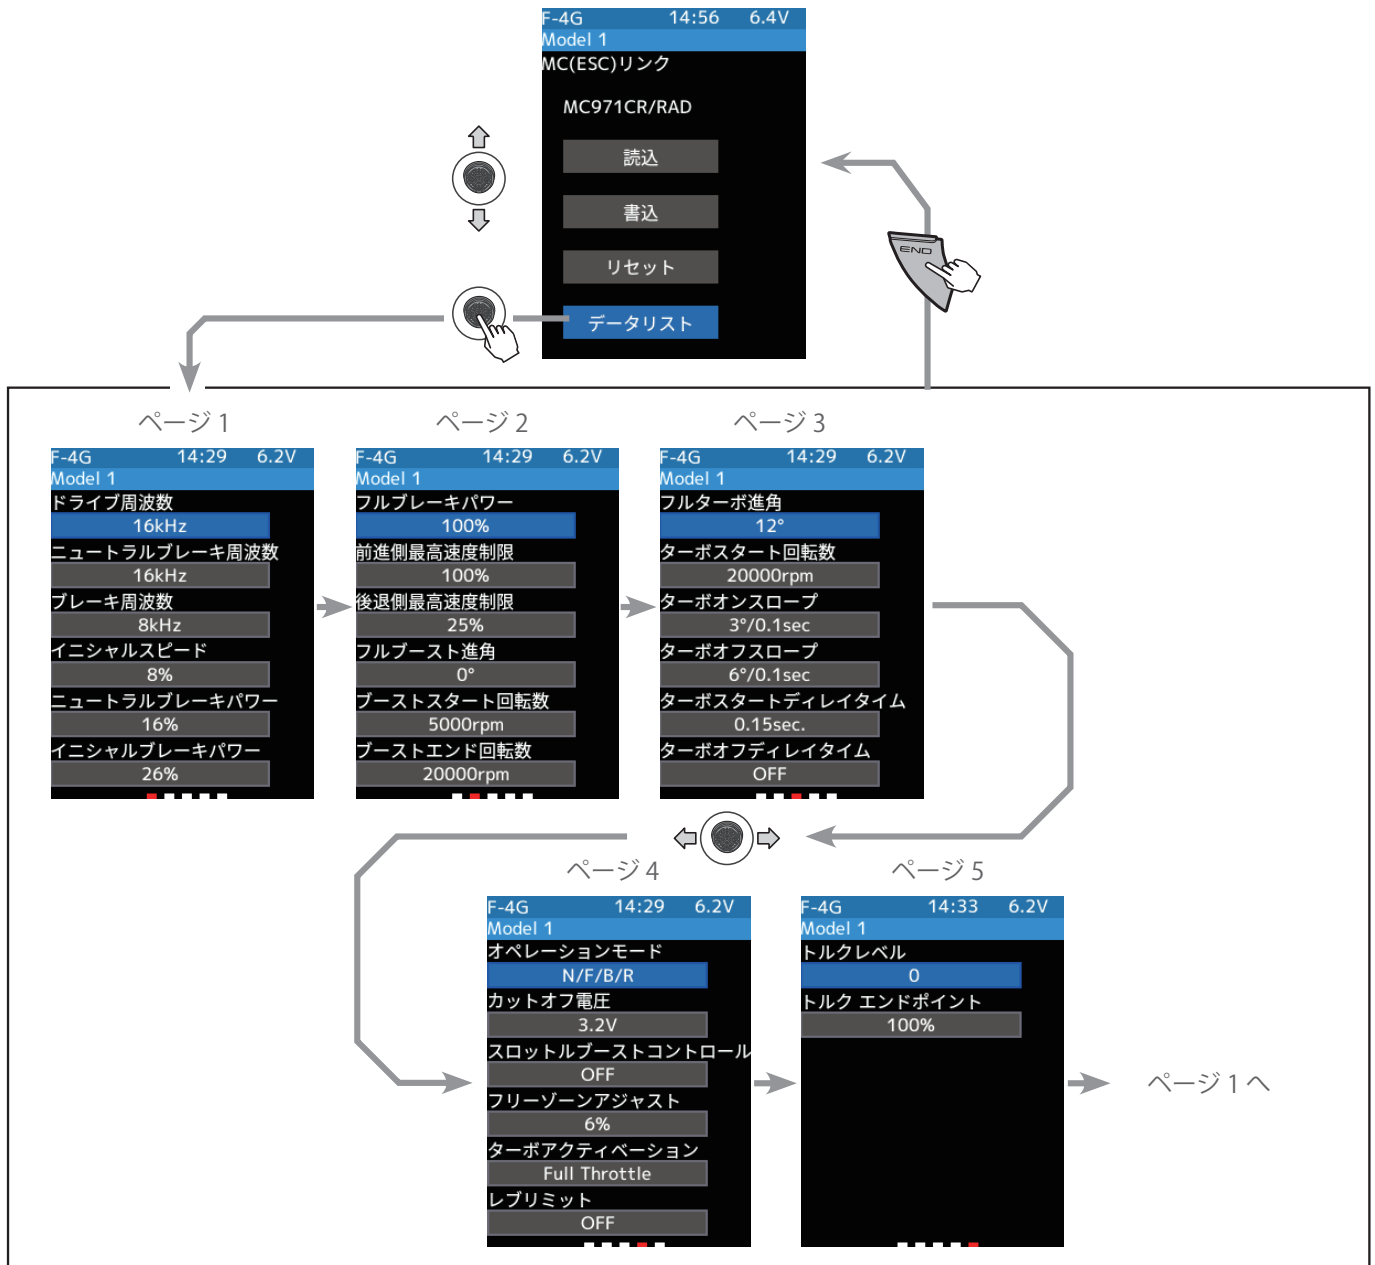 F-4G 14:56 6.4V
Model 1
MC(ESC)リンク
MC971CR/RAD
読込
書込
リセット
データリスト
END
ページ 1
F-4G 14:29 6.2V
Model 1
ドライブ周波数
16kHz
ニュートラルブレーキ周波数
16kHz
ブレーキ周波数
8kHz
イニシャルスピード
8%
ニュートラルブレーキパワー
16%
イニシャルブレーキパワー
26%
ページ 2
F-4G 14:29 6.2V
Model 1
フルブレーキパワー
100%
前進側最高速度制限
100%
後退側最高速度制限
25%
フルブースト進角
0°
ブーストスタート回転数
5000rpm
ブーストエンド回転数
20000rpm
ページ 3
F-4G 14:29 6.2V
Model 1
フルターボ進角
12°
ターボスタート回転数
20000rpm
ターボオンスロープ
3°/0.1sec
ターボオフスロープ
6°/0.1sec
ターボスタートディレイタイム
0.15sec.
ターボオフディレイタイム
OFF
ページ 4
F-4G 14:29 6.2V
Model 1
オペレーションモード
N/F/B/R
カットオフ電圧
3.2V
スロットルブーストコントロール
OFF
フリーゾーンアジャスト
6%
ターボアクティベーション
Full Throttle
レブリミット
OFF
ページ 5
F-4G 14:33 6.2V
Model 1
トルクレベル
0
トルク エンドポイント
100%
ページ 1 へ